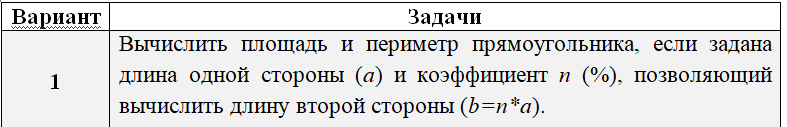 Вариант Задачи
Вычислить площадь и периметр прямоугольника, если задана
1 длина одной стороны (a) и коэффициент n (%), позволяющий
вычислить длину второй стороны (b=n*a).